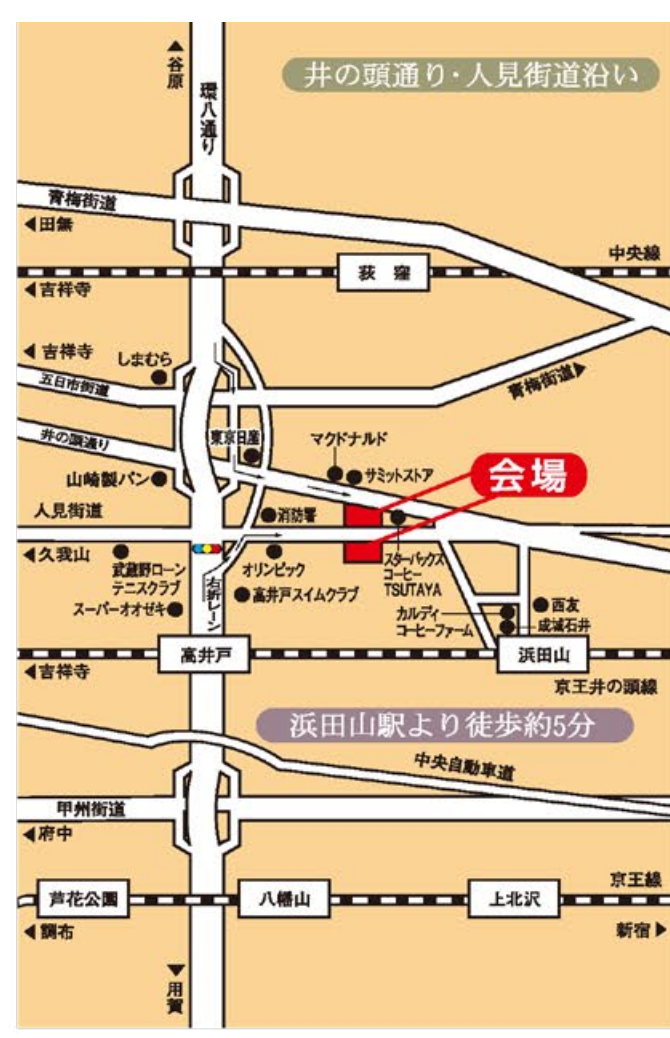 ▲谷原
井の頭通り・人見街道沿い
環八通り
青梅街道
◀田無
中央線
荻窪
◀吉祥寺
◀吉祥寺
しまむら
五日市街道
青梅街道▶
井の頭通り
東京日産
マクドナルド
サミットストア
会場
山崎製パン
人見街道
消防署
◀久我山
武蔵野ローン
テニスクラブ
オリンピック
スターバックス
コーヒー
TSUTAYA
右折レーン
高井戸スイムクラブ
スーパーオオゼキ
カルディ
コーヒーファーム
西友
成城石井
高井戸
浜田山
◀吉祥寺
京王井の頭線
浜田山駅より徒歩約5分
中央自動車道
甲州街道
◀府中
京王線
芦花公園
八幡山
上北沢
◀調布
新宿▶
▼用賀